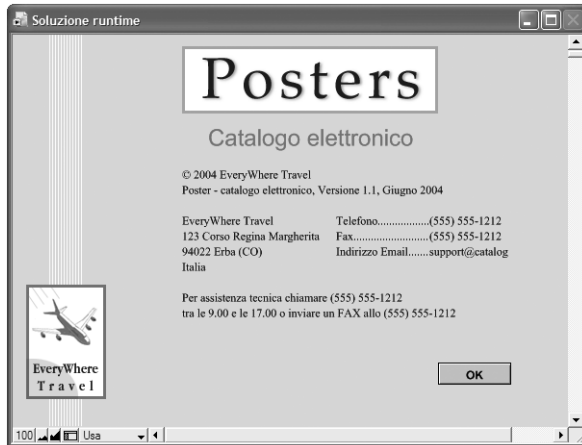 Soluzione runtime
Posters
Catalogo elettronico
© 2004 EveryWhere Travel
Poster - catalogo elettronico, Versione 1.1, Giugno 2004
EveryWhere Travel
123 Corso Regina Margherita
94022 Erba (CO)
Italia
Telefono.................(555) 555-1212
Fax.........................(555) 555-1212
Indirizzo Email.......support@catalog
Per assistenza tecnica chiamare (555) 555-1212
tra le 9.00 e le 17.00 o inviare un FAX allo (555) 555-1212
EveryWhere
Travel
OK
100
Usa